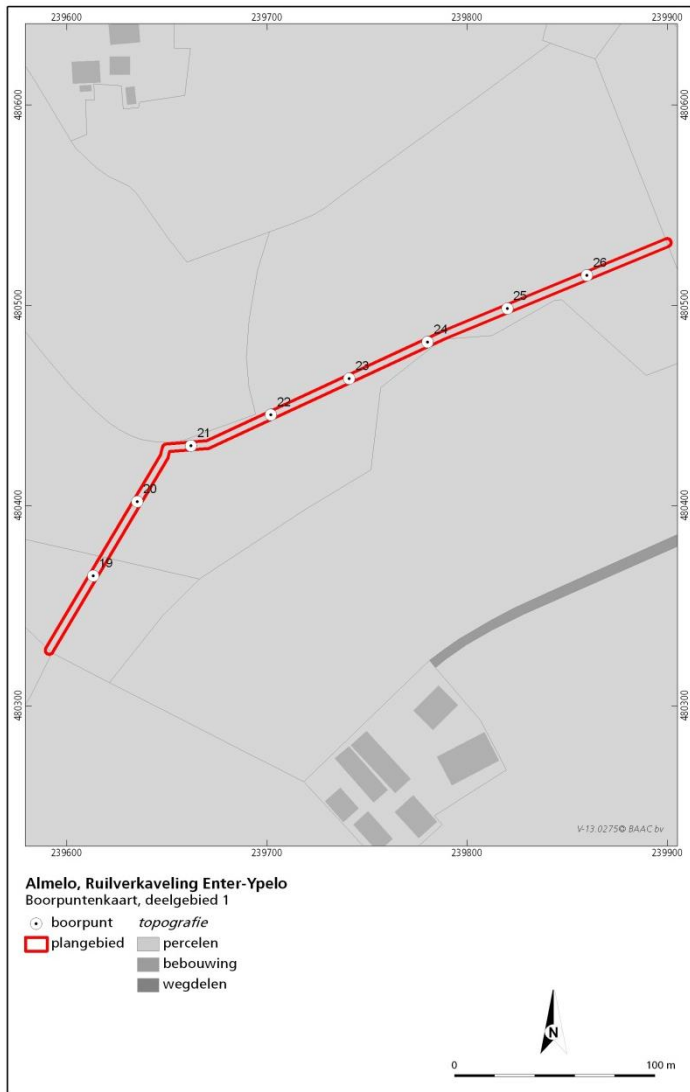 239600 239700 239800 239900
480600 480600
26
480500 25 480500
24
23
22
21
20
480400 480400
19
480300 480300
V-13.0275© BAAC bv
239600 239700 239800 239900
Almelo, Ruilverkaveling Enter-Ypelo
Boorpuntenkaart, deelgebied 1
boorpunt topografie
plangebied percelen
bebouwing
wegdelen
N
0 100 m